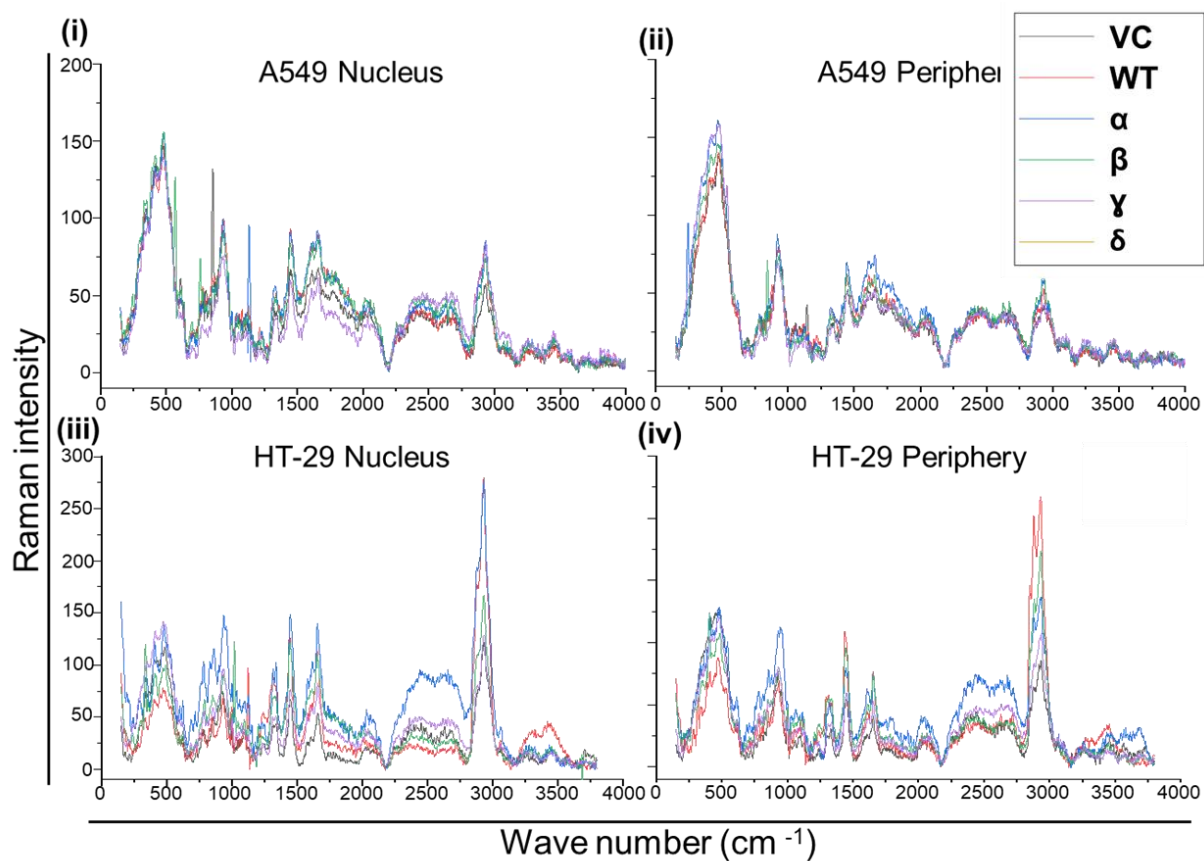 (i)
A549 Nucleus
200
150
100
50
0
0 500 1000 1500 2000 2500 3000 3500 4000
(ii)
A549 Peripher
0 500 1000 1500 2000 2500 3000 3500 4000
VC
WT
α
β
ɣ
δ
(iii)
HT-29 Nucleus
300
250
200
150
100
50
0
0 500 1000 1500 2000 2500 3000 3500 4000
(iv)
HT-29 Periphery
0 500 1000 1500 2000 2500 3000 3500 4000
Raman intensity
Wave number (cm -1)